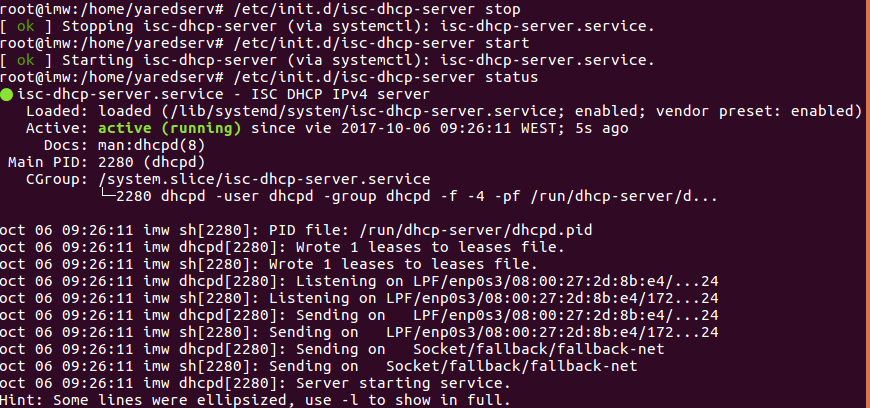 root@imw:/home/yaredserv# /etc/init.d/isc-dhcp-server stop
[ ok ] Stopping isc-dhcp-server (via systemctl): isc-dhcp-server.service.
root@imw:/home/yaredserv# /etc/init.d/isc-dhcp-server start
[ ok ] Starting isc-dhcp-server (via systemctl): isc-dhcp-server.service.
root@imw:/home/yaredserv# /etc/init.d/isc-dhcp-server status
● isc-dhcp-server.service - ISC DHCP IPv4 server
   Loaded: loaded (/lib/systemd/system/isc-dhcp-server.service; enabled; vendor preset: enabled)
   Active: active (running) since vie 2017-10-06 09:26:11 WEST; 5s ago
     Docs: man:dhcpd(8)
 Main PID: 2280 (dhcpd)
   CGroup: /system.slice/isc-dhcp-server.service
           └─2280 dhcpd -user dhcpd -group dhcpd -f -4 -pf /run/dhcp-server/d...
oct 06 09:26:11 imw sh[2280]: PID file: /run/dhcp-server/dhcpd.pid
oct 06 09:26:11 imw dhcpd[2280]: Wrote 1 leases to leases file.
oct 06 09:26:11 imw sh[2280]: Wrote 1 leases to leases file.
oct 06 09:26:11 imw dhcpd[2280]: Listening on LPF/enp0s3/08:00:27:2d:8b:e4/...24
oct 06 09:26:11 imw sh[2280]: Listening on LPF/enp0s3/08:00:27:2d:8b:e4/172...24
oct 06 09:26:11 imw dhcpd[2280]: Sending on   LPF/enp0s3/08:00:27:2d:8b:e4/...24
oct 06 09:26:11 imw sh[2280]: Sending on   LPF/enp0s3/08:00:27:2d:8b:e4/172...24
oct 06 09:26:11 imw dhcpd[2280]: Sending on   Socket/fallback/fallback-net
oct 06 09:26:11 imw sh[2280]: Sending on   Socket/fallback/fallback-net
oct 06 09:26:11 imw dhcpd[2280]: Server starting service.
Hint: Some lines were ellipsized, use -l to show in full.